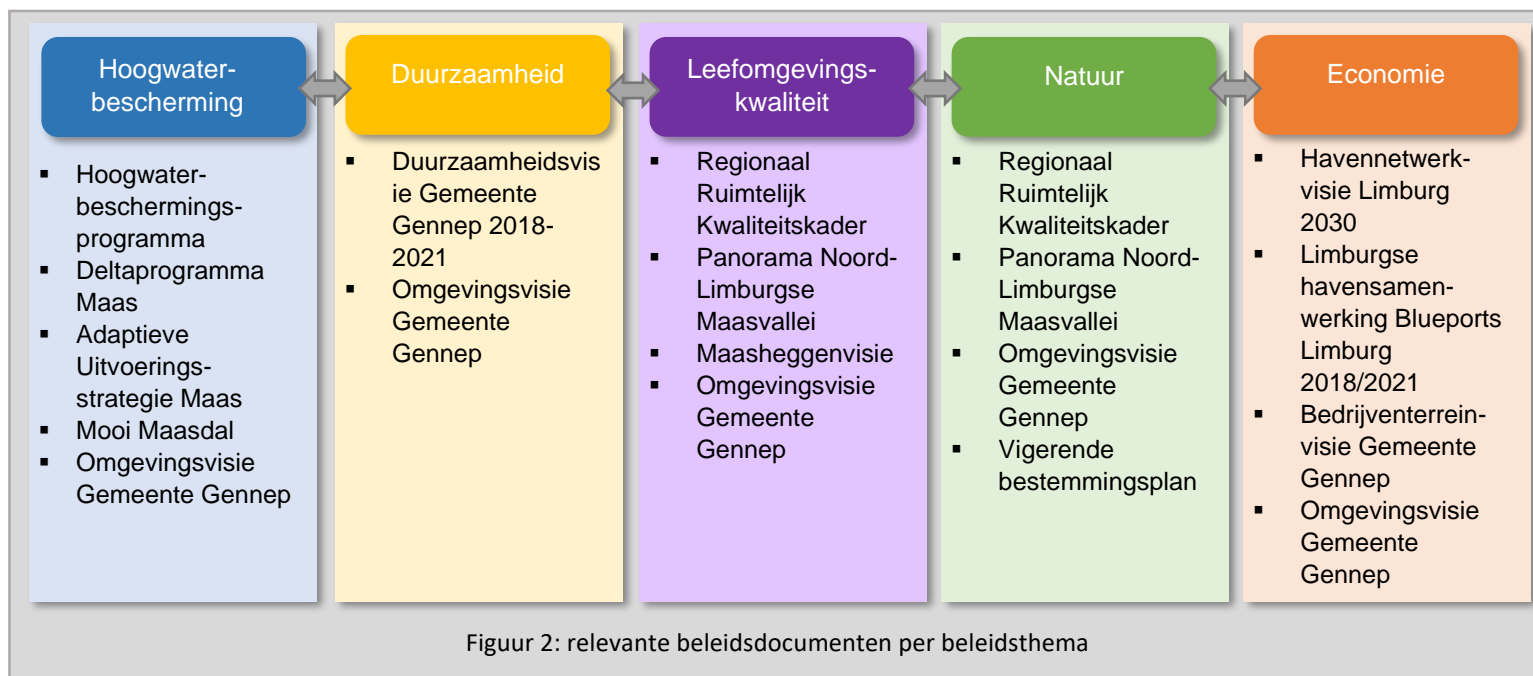 Hoogwater-
bescherming
▪ Hoogwater-
beschermings-
programma
▪ Deltaprogramma
Maas
▪ Adaptieve
Uitvoerings-
strategie Maas
▪ Mooi Maasdal
▪ Omgevingsvisie
Gemeente Gennep
Duurzaamheid
▪ Duurzaamheidsvis
ie Gemeente
Gennep 2018-
2021
▪ Omgevingsvisie
Gemeente
Gennep
Leefomgevings-
kwaliteit
▪ Regionaal
Ruimtelijk
Kwaliteitskader
▪ Panorama Noord-
Limburgse
Maasvallei
▪ Maasheggenvisie
▪ Omgevingsvisie
Gemeente
Gennep
Natuur
▪ Regionaal
Ruimtelijk
Kwaliteitskader
▪ Panorama Noord-
Limburgse
Maasvallei
▪ Omgevingsvisie
Gemeente
Gennep
▪ Vigerende
bestemmingsplan
Economie
▪ Havennetwerk-
visie Limburg
2030
▪ Limburgse
havensamen-
werking Blueports
Limburg
2018/2021
▪ Bedrijventerrein-
visie Gemeente
Gennep
▪ Omgevingsvisie
Gemeente
Gennep
Figuur 2: relevante beleidsdocumenten per beleidsthema